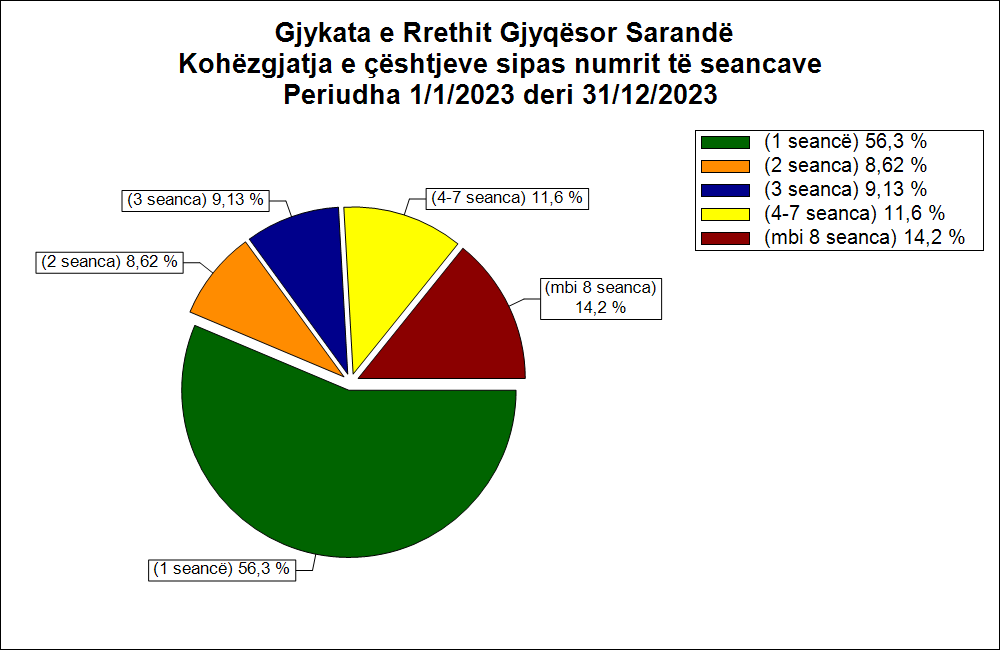 Gjykata e Rrethit Gjyqësor Sarandë
Kohëzgjatja e çështjeve sipas numrit të seancave
Periudha 1/1/2023 deri 31/12/2023
(1 seancë) 56,3 %
(2 seanca) 8,62 %
(3 seanca) 9,13 %
(4-7 seanca) 11,6 %
(mbi 8 seanca) 14,2 %
(3 seanca) 9,13 %
(4-7 seanca) 11,6 %
(2 seanca) 8,62 %
(mbi 8 seanca)
14,2 %
(1 seancë) 56,3 %